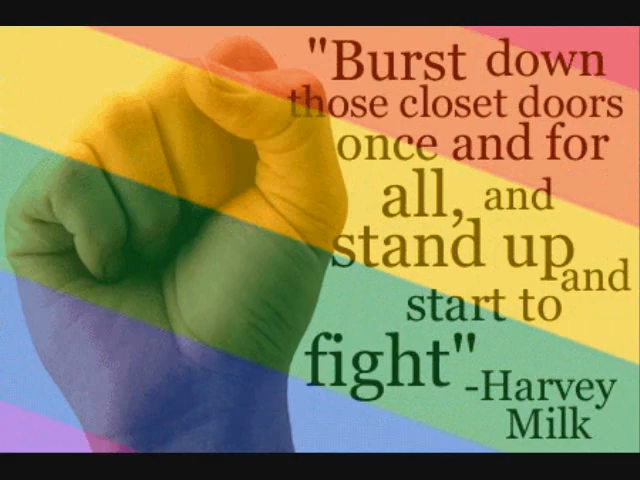 "Burst down
those closet doors
once and for
all, and
stand up
and
start to
fight"
-Harvey
Milk